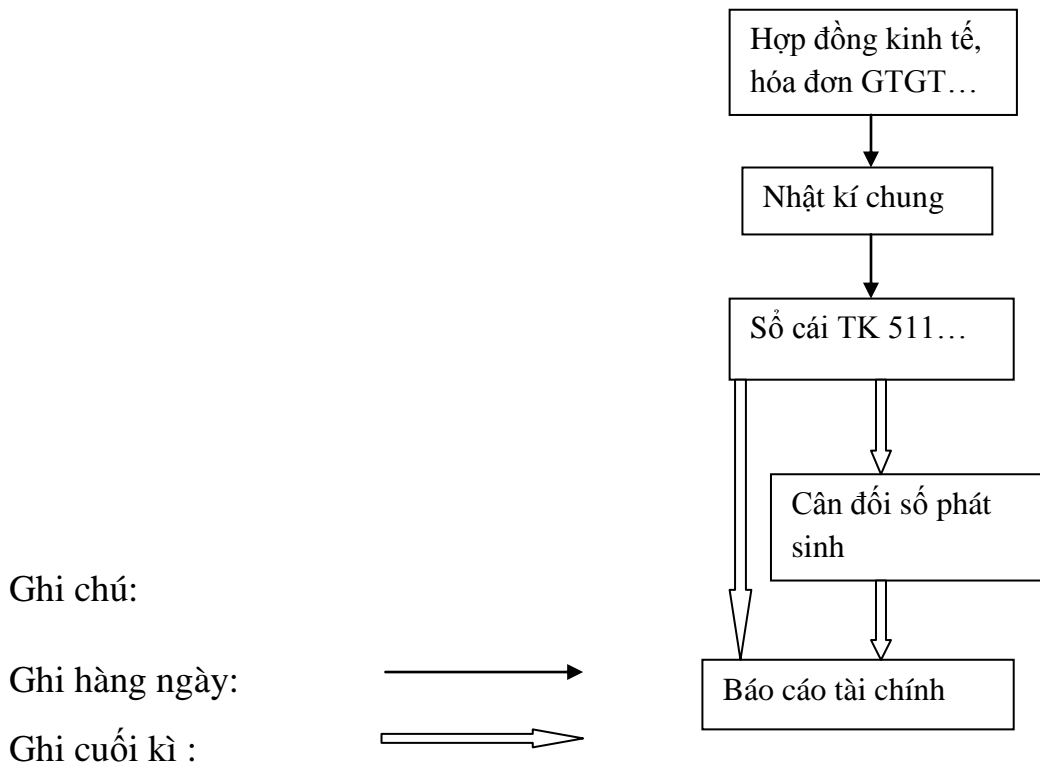 Hợp đồng kinh tế,
hóa đơn GTGT…
Nhật kí chung
Sổ cái TK 511…
Cân đối số phát
sinh
Báo cáo tài chính
Ghi chú:
Ghi hàng ngày:
Ghi cuối kì :